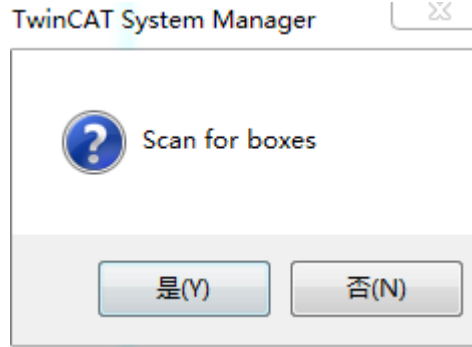 TwinCAT System Manager
Scan for boxes
是(Y)
否(N)